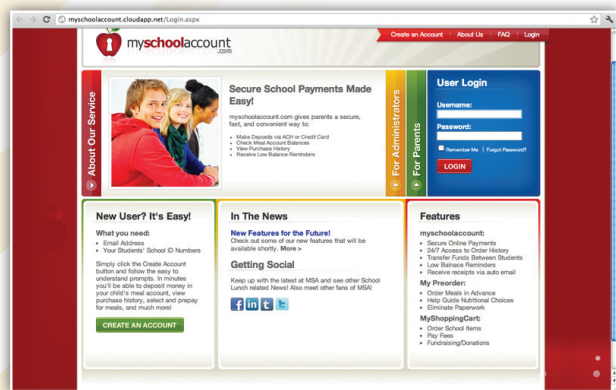 myschoolaccount.cloudapp.net/Login.aspx
Create an Account | About Us | FAQ | Login
myschoolaccount
.com
About Our Service
Secure School Payments Made
Easy!
myschoolaccount.com gives parents a secure,
fast, and convenient way to:
• Make Deposits via ACH or Credit Card
• Check Meal Account Balances
• View Purchase History
• Receive Low Balance Reminders
For Administrators
For Parents
User Login
Username:
Password:
Remember Me | Forgot Password?
LOGIN
New User? It's Easy!
What you need:
• Email Address
• Your Students' School ID Numbers
Simply click the Create Account
button and follow the easy to
understand prompts. In minutes
you'll be able to deposit money in
your child's meal account, view
purchase history, select and prepay
for meals, and much more!
CREATE AN ACCOUNT
In The News
New Features for the Future!
Check out some of our new features that will be
available shortly. More >
Getting Social
Keep up with the latest at MSA and see other School
Lunch related News! Also meet other fans of MSA!
f in t t
Features
myschoolaccount:
• Secure Online Payments
• 24/7 Access to Order History
• Transfer Funds Between Students
• Low Balnace Reminders
• Receive receipts via auto email
My Preorder:
• Order Meals in Advance
• Help Guide Nutritional Choices
• Eliminate Paperwork
MyShoppingCart:
• Order School Items
• Pay Fees
• Fundraising/Donations